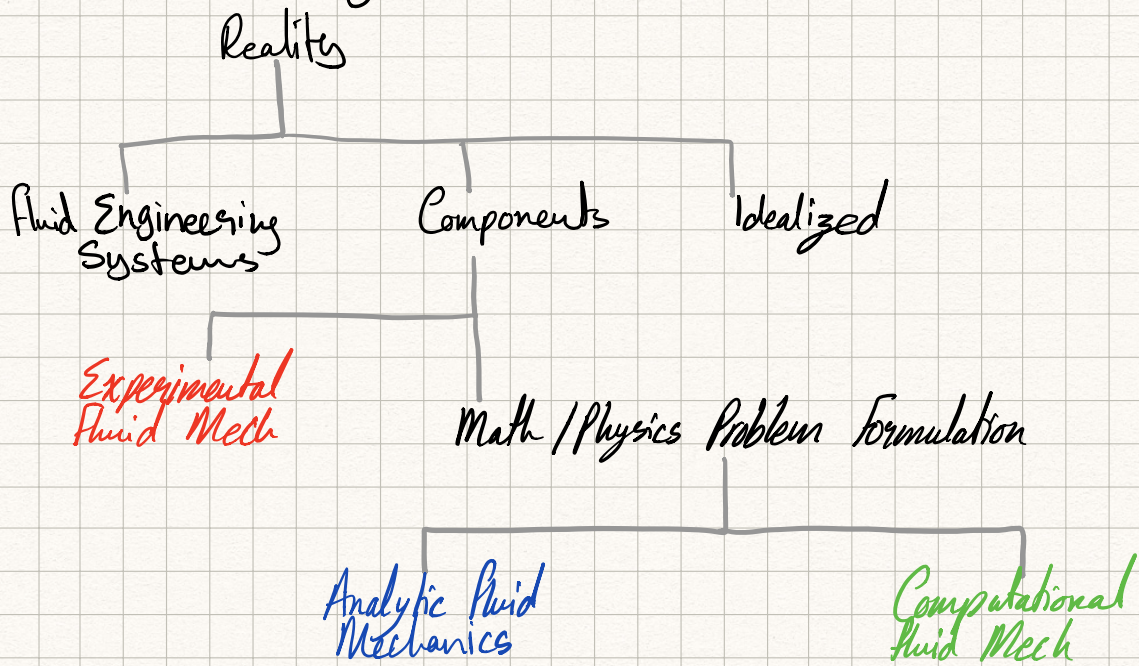 Reality
Fluid Engineering Components Idealized
Systems
Experimental
Fluid Mech
Math/Physics Problem Formulation
Analytic Fluid Computational
Mechanics Fluid Mech